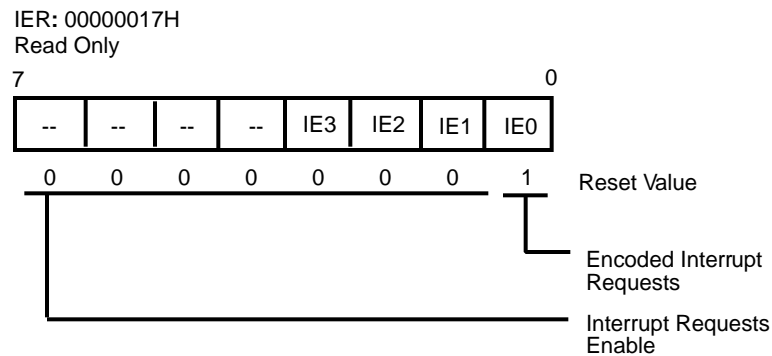 IER: 00000017H
Read Only
7 0
-- -- -- -- IE3 IE2 IE1 IE0
0 0 0 0 0 0 0 1 Reset Value
Encoded Interrupt
Requests
Interrupt Requests
Enable